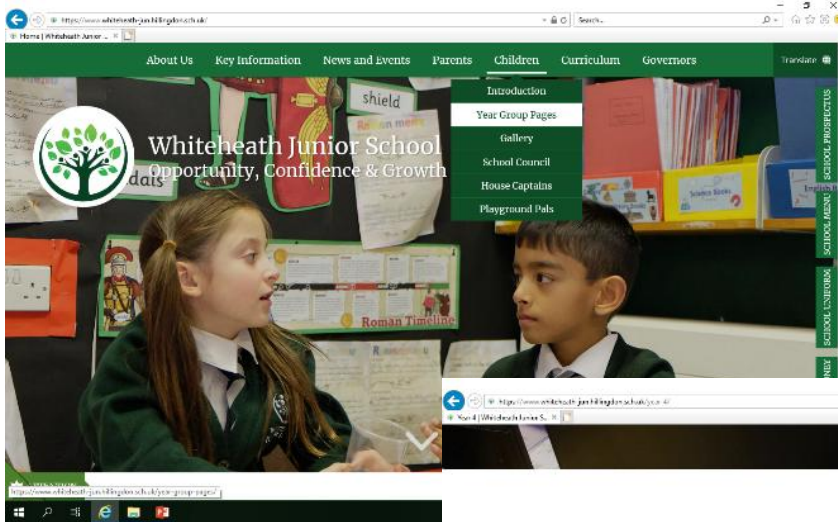 https://www.whiteheath-jun.hillingdon.sch.uk/
Search...
Home | Whiteheath Junior ...
About Us Key Information News and Events Parents Children Curriculum Governors Translate
Introduction
Year Group Pages
Gallery
School Council
House Captains
Playground Pals
shield
Whiteheath Junior School
Opportunity, Confidence & Growth
Science Books
English
Roman Timeline
SCHOOL PROSPECTUS
SCHOOL MENU
SCHOOL UNIFORM
https://www.whiteheath-jun.hillingdon.sch.uk/year-4/
Year 4 | Whiteheath Junior S...
https://www.whiteheath-jun.hillingdon.sch.uk/year-group-pages/